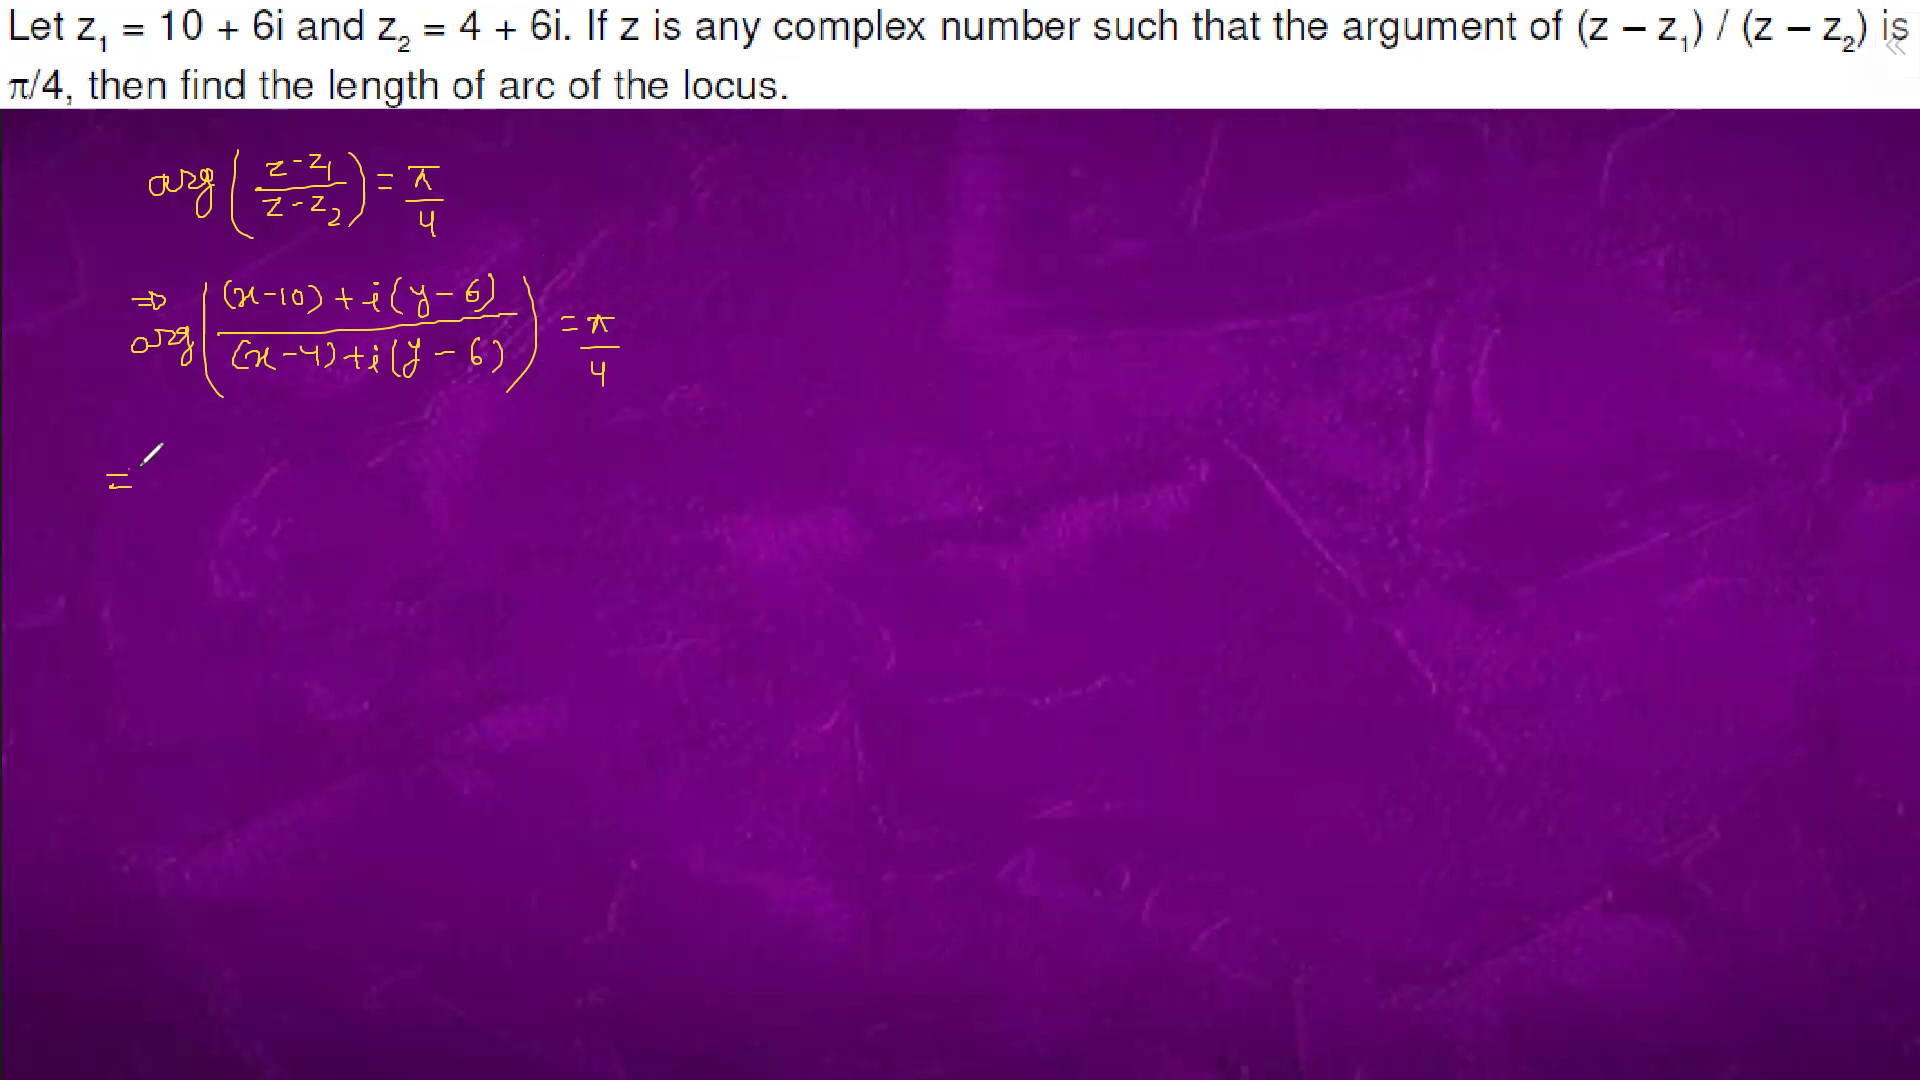 Let z₁ = 10 + 6i and z₂ = 4 + 6i. If z is any complex number such that the argument of (z – z₁) / (z – z₂) is
π/4, then find the length of arc of the locus.
arg((z-z₁)/(z-z₂)) = π/4
⇒ arg(((x-10)+i(y-6))/((x-4)+i(y-6))) = π/4
=